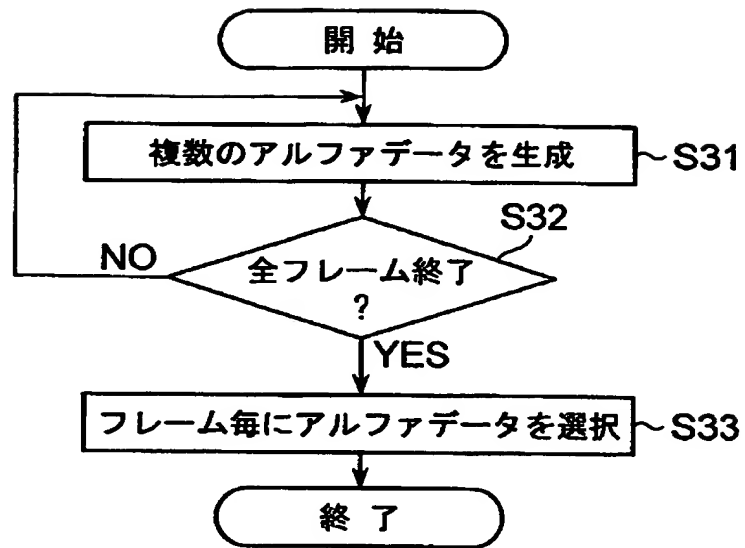 開始
複数のアルファデータを生成
S31
S32
NO
全フレーム終了
?
YES
フレーム毎にアルファデータを選択
S33
終了